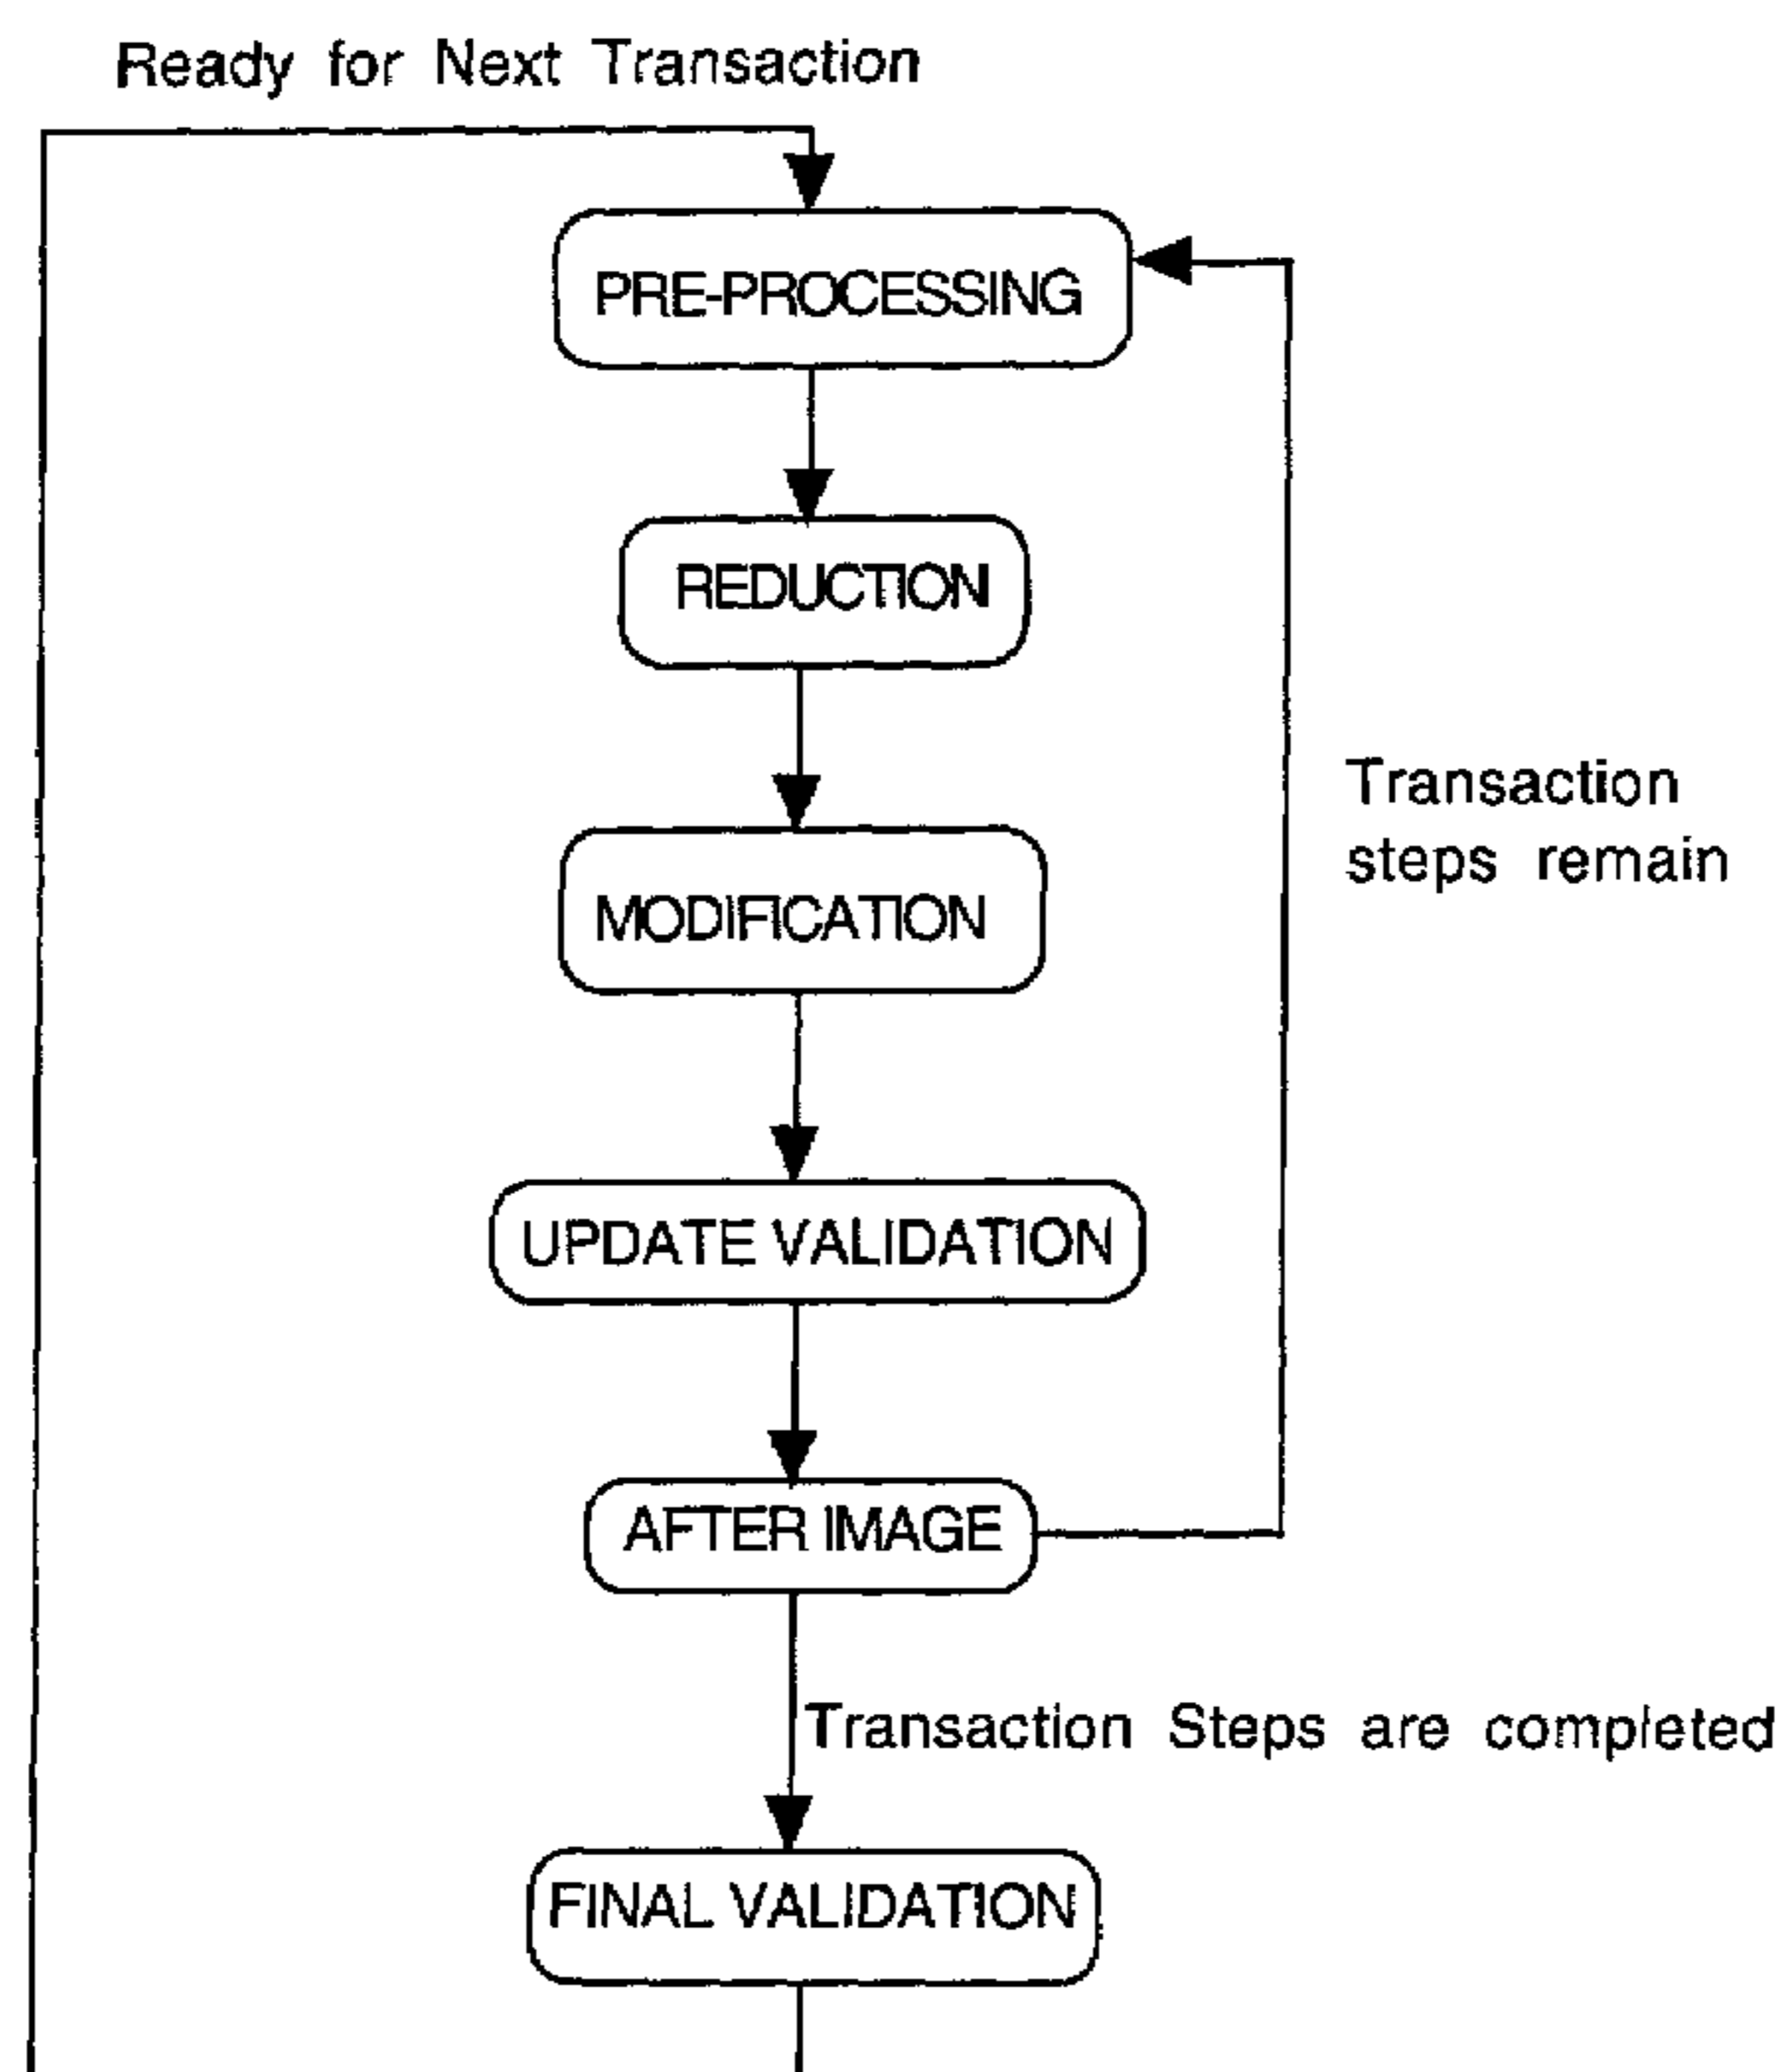 Ready for Next Transaction
PRE-PROCESSING
REDUCTION
Transaction
steps remain
MODIFICATION
UPDATE VALIDATION
AFTER IMAGE
Transaction Steps are completed
FINAL VALIDATION